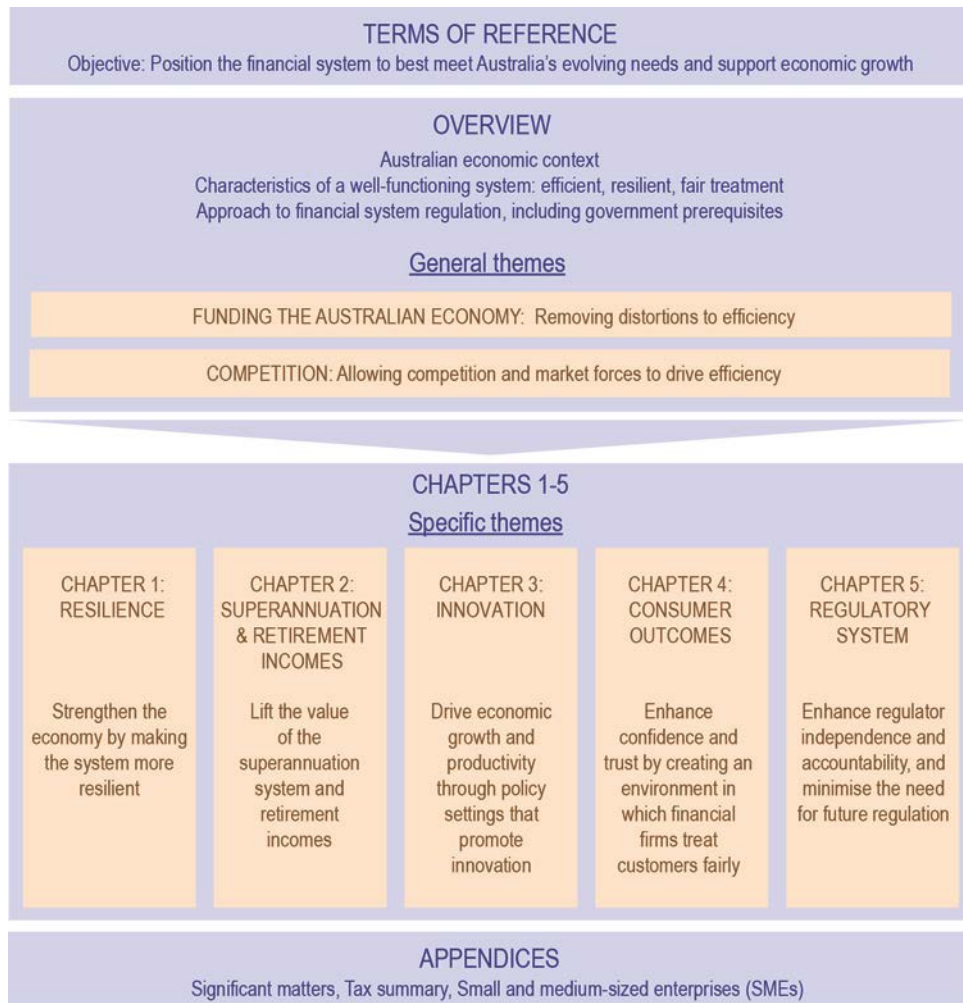 TERMS OF REFERENCE
Objective: Position the financial system to best meet Australia's evolving needs and support economic growth
OVERVIEW
Australian economic context
Characteristics of a well-functioning system: efficient, resilient, fair treatment
Approach to financial system regulation, including government prerequisites
General themes
FUNDING THE AUSTRALIAN ECONOMY: Removing distortions to efficiency
COMPETITION: Allowing competition and market forces to drive efficiency
CHAPTERS 1-5
Specific themes
CHAPTER 1:
RESILIENCE
Strengthen the
economy by making
the system more
resilient
CHAPTER 2:
SUPERANNUATION
& RETIREMENT
INCOMES
Lift the value
of the
superannuation
system and
retirement
incomes
CHAPTER 3:
INNOVATION
Drive economic
growth and
productivity
through policy
settings that
promote
innovation
CHAPTER 4:
CONSUMER
OUTCOMES
Enhance
confidence and
trust by creating an
environment in
which financial
firms treat
customers fairly
CHAPTER 5:
REGULATORY
SYSTEM
Enhance regulator
independence and
accountability, and
minimise the need
for future regulation
APPENDICES
Significant matters, Tax summary, Small and medium-sized enterprises (SMEs)